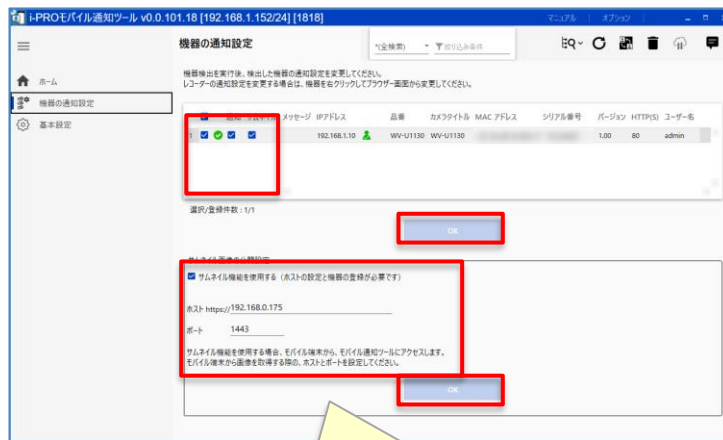 i-PROモバイル通知ツール v0.0.101.18 [192.168.1.152/24] [1818]
マニュアル オプション
機器の通知設定
*(全検索) 絞り込み条件
機器検出を実行後、検出した機器の通知設定を変更してください。
レコーダーの通知設定を変更する場合は、機器を右クリックしてブラウザー画面から変更してください。
ホーム
機器の通知設定
基本設定
メッセージ IPアドレス 品番 カメラタイトル MAC アドレス シリアル番号 バージョン HTTP(S) ユーザー名
1 192.168.1.10 WV-U1130 WV-U1130 1.00 80 admin
選択/登録件数 : 1/1
OK
サムネイル機能を使用する(ホストの設定と機器の登録が必要です)
ホスト https:// 192.168.0.175
ポート 1443
サムネイル機能を使用する場合、モバイル端末から、モバイル通知ツールにアクセスします。
モバイル端末から画像を取得する際の、ホストとポートを設定してください。
OK